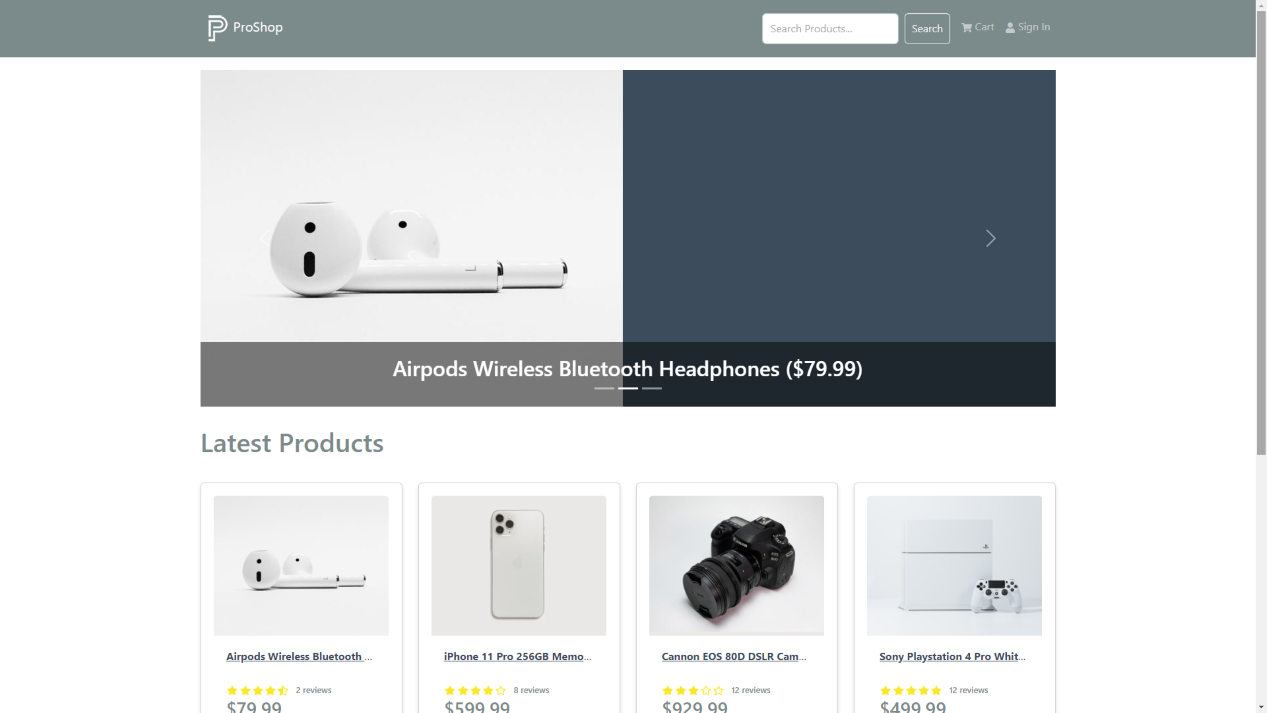 ProShop
Search Products...
Search
Cart
Sign In
Airpods Wireless Bluetooth Headphones ($79.99)
Latest Products
Airpods Wireless Bluetooth ...
iPhone 11 Pro 256GB Memo...
Cannon EOS 80D DSLR Cam...
Sony Playstation 4 Pro Whit...
2 reviews
8 reviews
12 reviews
12 reviews
$79.99
$599.99
$929.99
$499.99